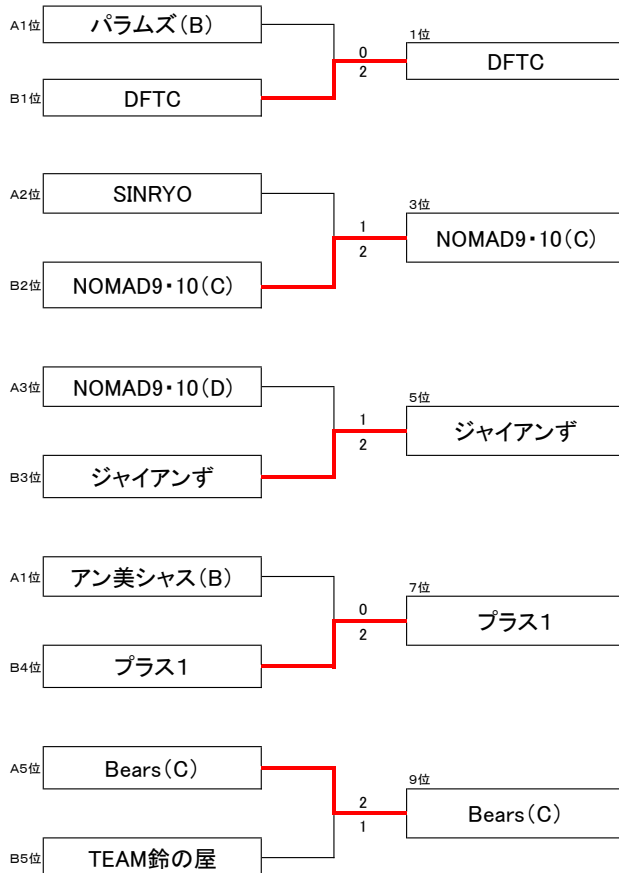 A1位 パラムズ(B)
0
1位
2
DFTC
B1位 DFTC
A2位 SINRYO
1
3位
2
NOMAD9・10(C)
B2位 NOMAD9・10(C)
A3位 NOMAD9・10(D)
1
5位
2
ジャイアンず
B3位 ジャイアンず
A1位 アン美シャス(B)
0
7位
2
プラス1
B4位 プラス1
A5位 Bears(C)
2
9位
1
Bears(C)
B5位 TEAM鈴の屋